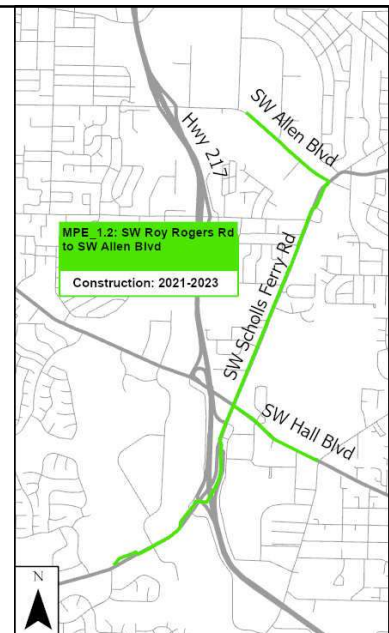 SW Allen Blvd
Hwy 217
MPE_1.2: SW Roy Rogers Rd
to SW Allen Blvd
Construction: 2021-2023
SW Scholls Ferry Rd
SW Hall Blvd
N